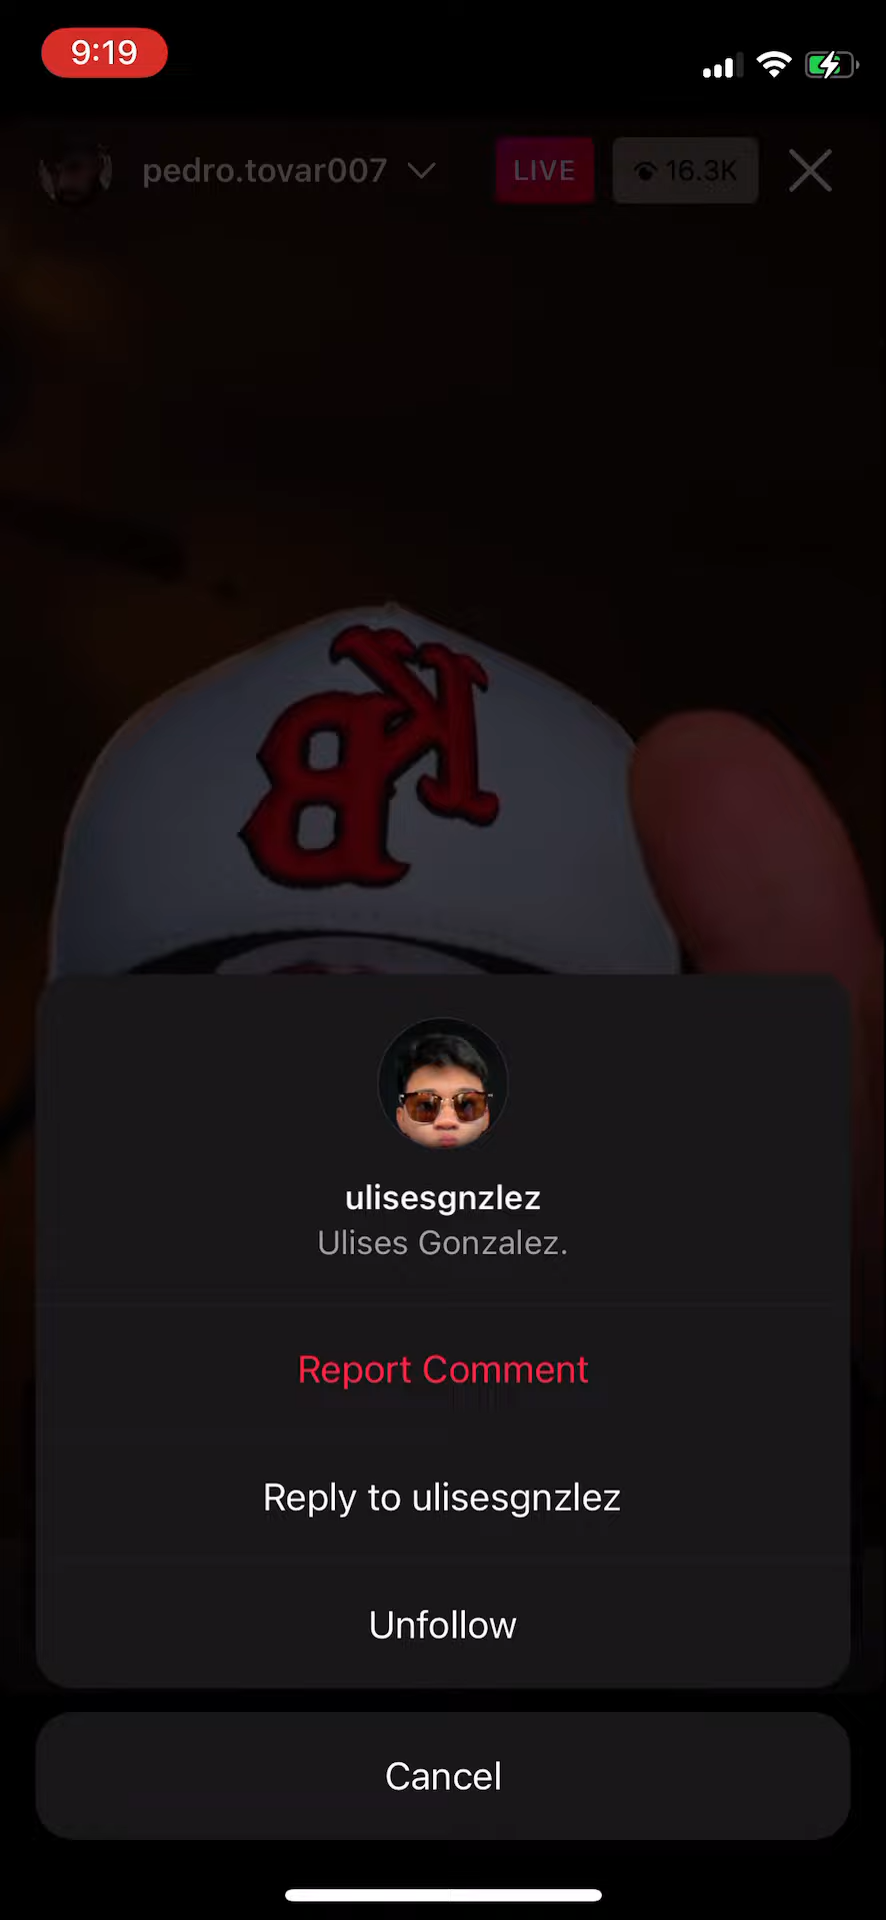 9:19
pedro.tovar007
LIVE
16.3K
KB
ulisesgnzlez
Ulises Gonzalez.
Report Comment
Reply to ulisesgnzlez
Unfollow
Cancel